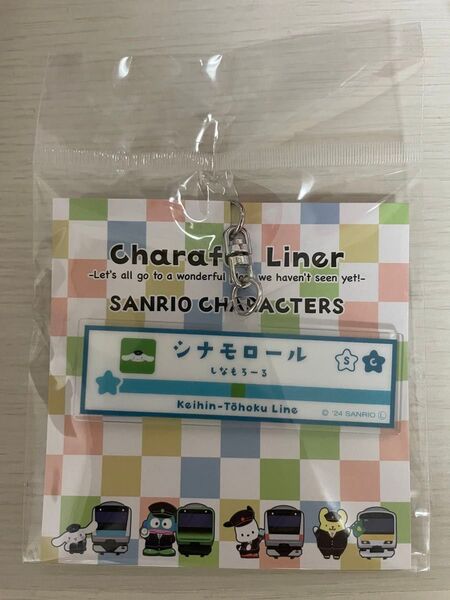 Charaf Liner
-Let's all go to a wonderful we haven't seen yet!-
SANRIO CHARACTERS
シナモロール
しなもろーる
S C
Keihin-Tōhoku Line
© '24 SANRIO Ⓛ